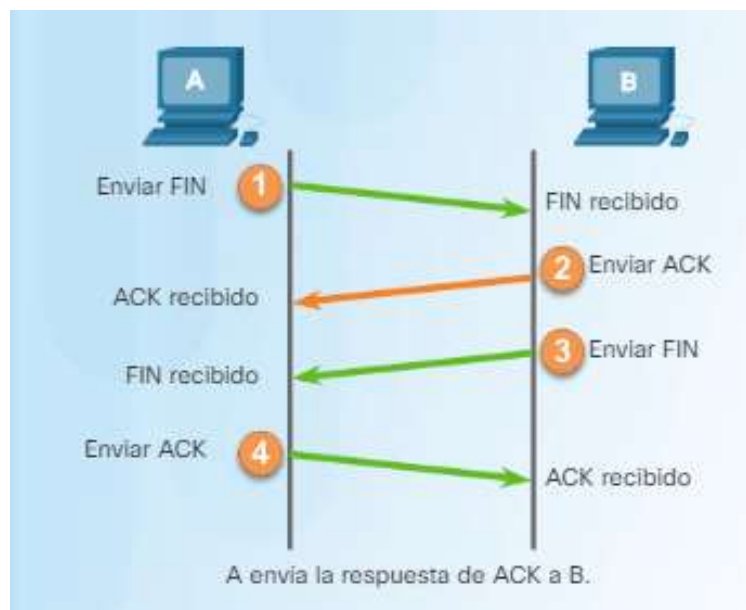 A
B
Enviar FIN
1
FIN recibido
2
Enviar ACK
ACK recibido
3
Enviar FIN
FIN recibido
Enviar ACK
4
ACK recibido
A envía la respuesta de ACK a B.